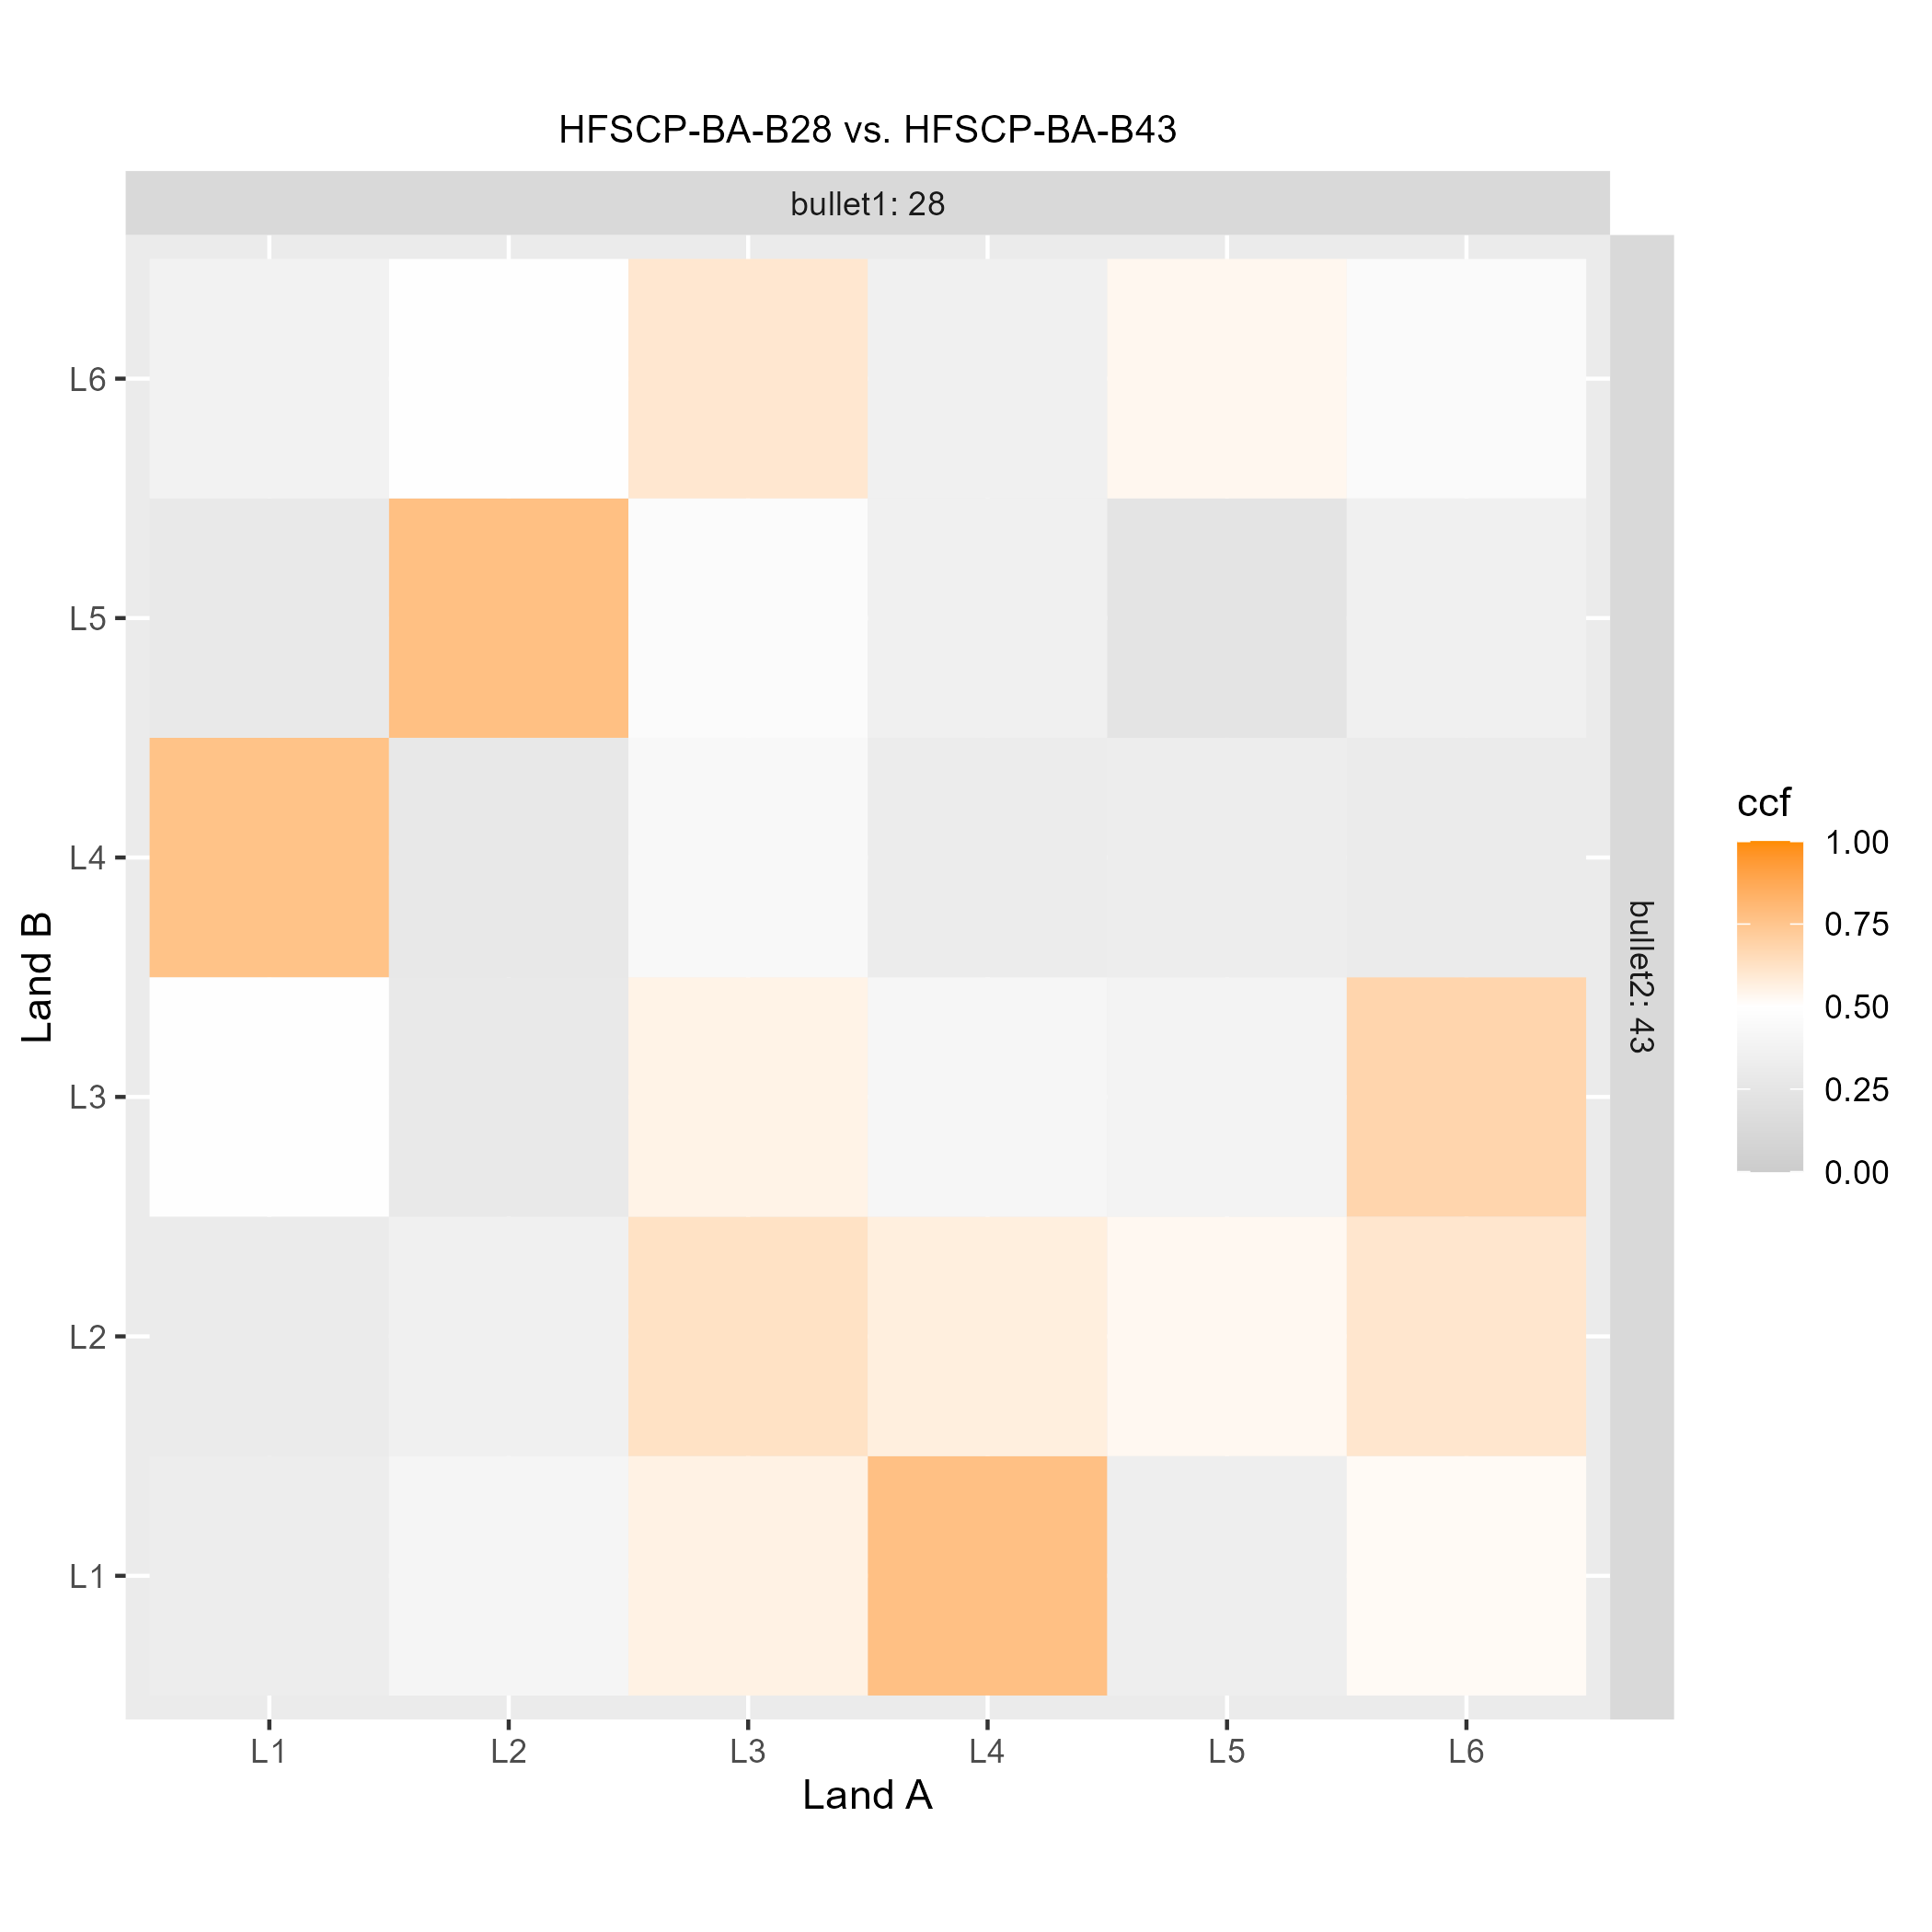 HFSCP-BA-B28 vs. HFSCP-BA-B43
bullet1: 28
L6
L5
L4
L3
L2
L1
Land B
bullet2: 43
L1
L2
L3
L4
L5
L6
Land A
ccf
1.00
0.75
0.50
0.25
0.00